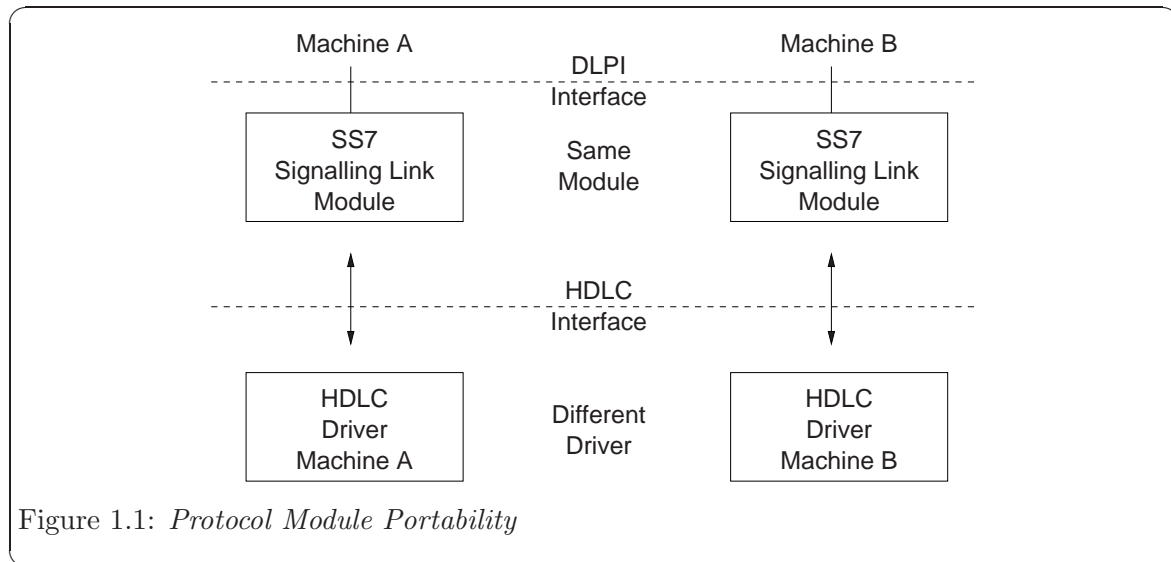 Machine A
Machine B
DLPI
Interface
SS7
Signalling Link
Module
Same
Module
SS7
Signalling Link
Module
HDLC
Interface
HDLC
Driver
Machine A
Different
Driver
HDLC
Driver
Machine B
Figure 1.1: Protocol Module Portability